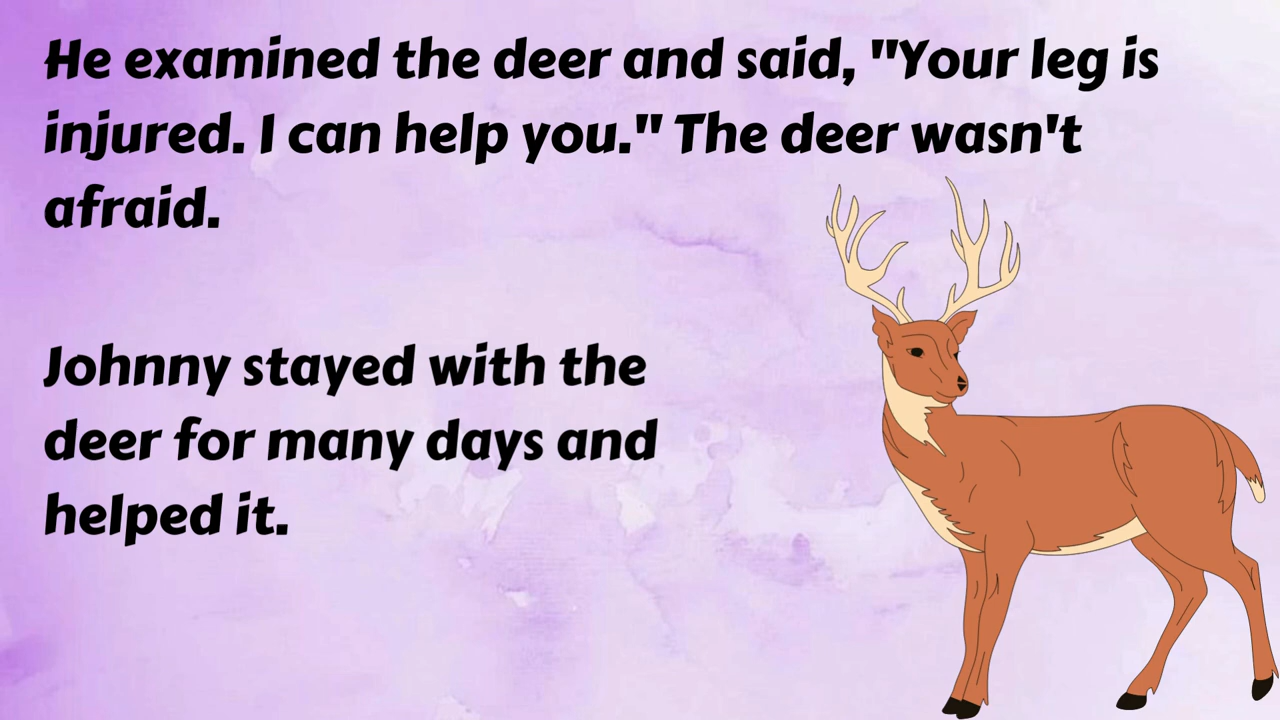 He examined the deer and said, "Your leg is
injured. I can help you." The deer wasn't
afraid.
Johnny stayed with the
deer for many days and
helped it.